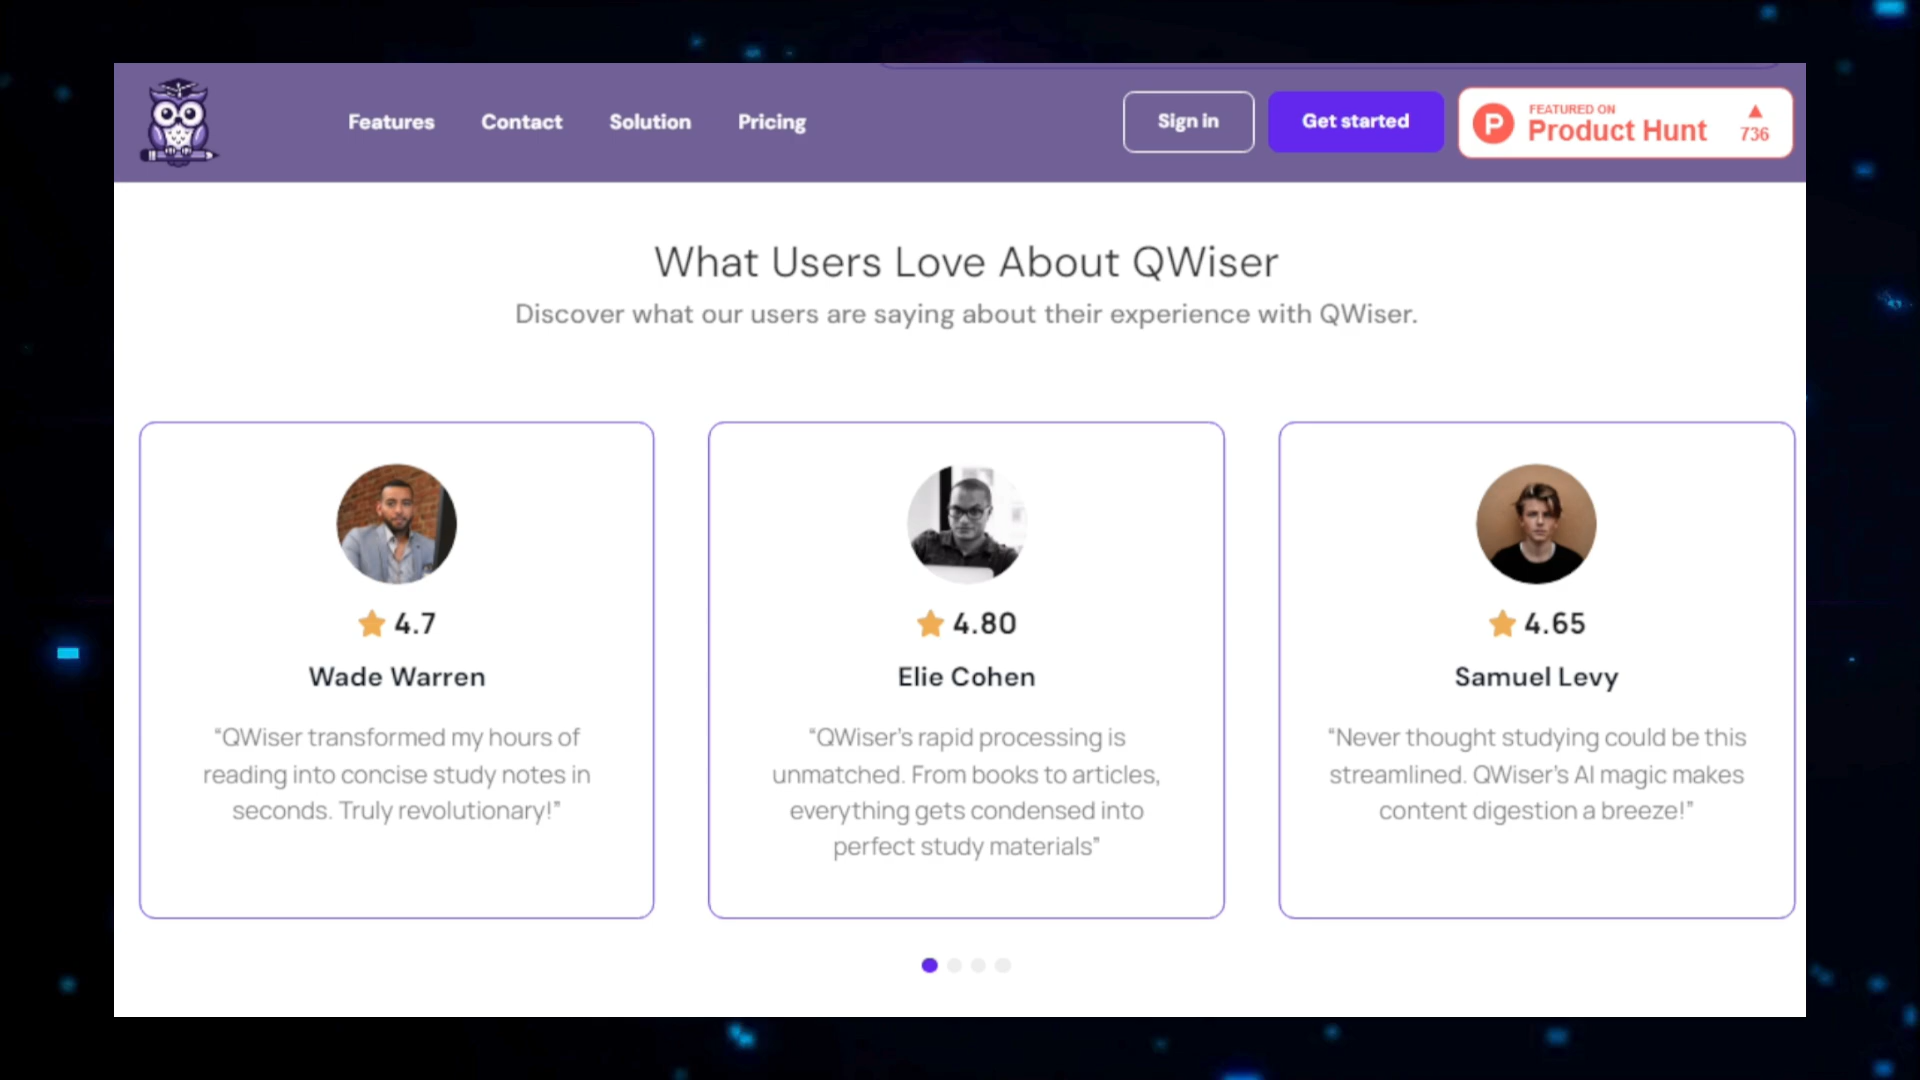 Features Contact Solution Pricing Sign in Get started FEATURED ON Product Hunt ▲ 736
What Users Love About QWiser
Discover what our users are saying about their experience with QWiser.
4.7
Wade Warren
“QWiser transformed my hours of
reading into concise study notes in
seconds. Truly revolutionary!”
4.80
Elie Cohen
“QWiser’s rapid processing is
unmatched. From books to articles,
everything gets condensed into
perfect study materials”
4.65
Samuel Levy
“Never thought studying could be this
streamlined. QWiser’s AI magic makes
content digestion a breeze!”